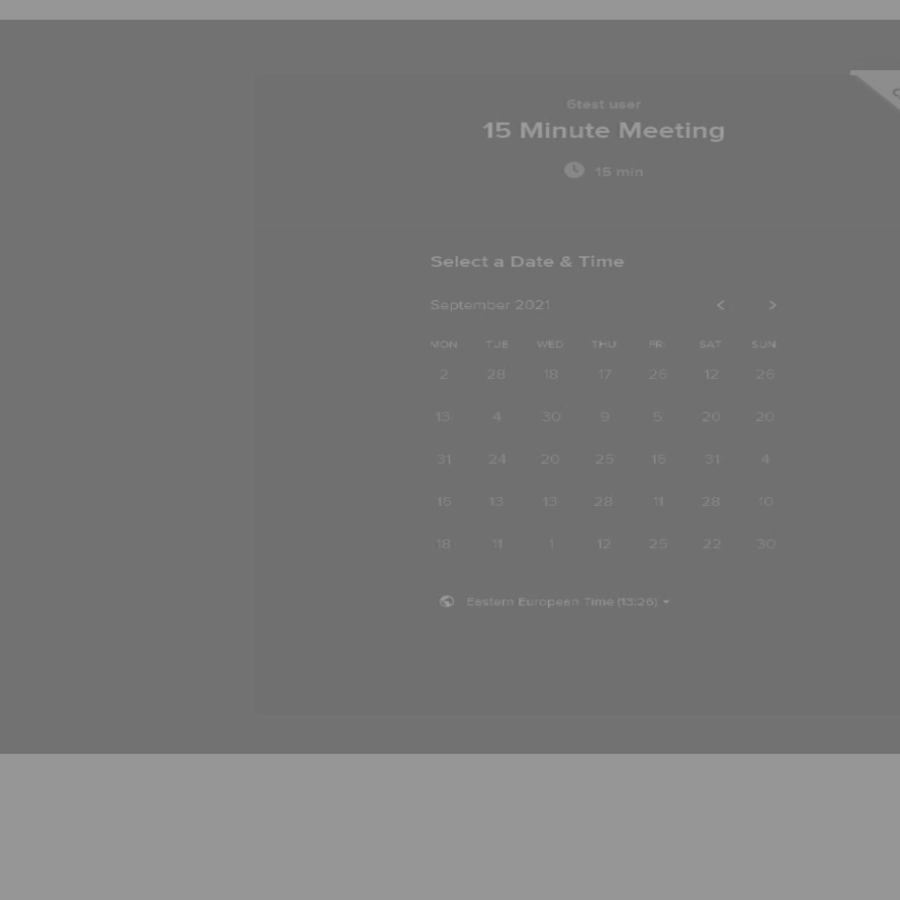 6test user
15 Minute Meeting
15 min
Select a Date & Time
September 2021 < >
MON TUE WED THU FRI SAT SUN
2 28 18 17 26 12 26
13 4 30 9 5 20 20
31 24 20 25 15 31 4
15 13 13 28 11 28 10
18 11 1 12 25 22 30
Eastern European Time (13:26)